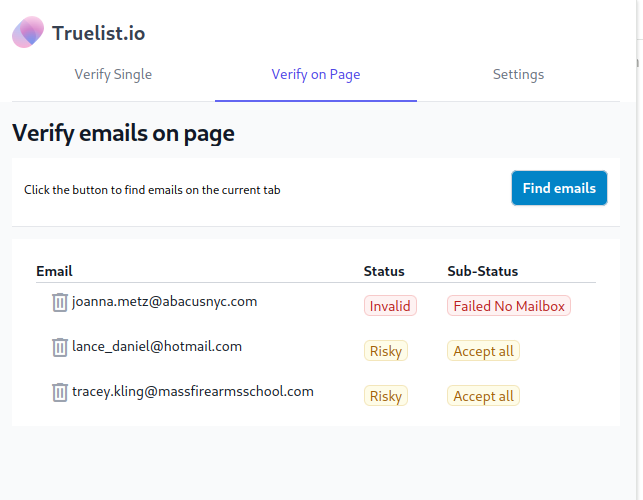 Truelist.io
Verify Single Verify on Page Settings
Verify emails on page
Click the button to find emails on the current tab Find emails
Email Status Sub-Status
joanna.metz@abacusnyc.com Invalid Failed No Mailbox
lance_daniel@hotmail.com Risky Accept all
tracey.kling@massfirearmsschool.com Risky Accept all